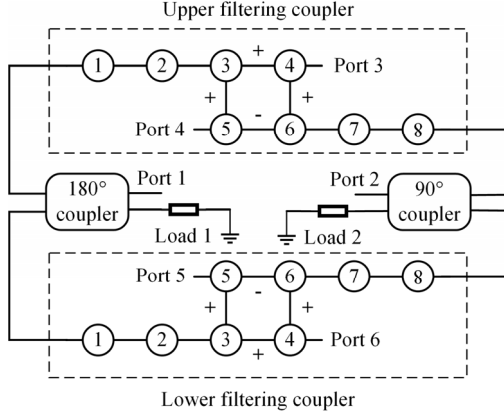 Upper filtering coupler
1 2 3 + 4 Port 3
+ +
Port 4 5 - 6 7 8
180° coupler Port 1
Load 1
Port 2 90° coupler
Load 2
Port 5 5 - 6 7 8
+ +
1 2 3 + 4 Port 6
Lower filtering coupler